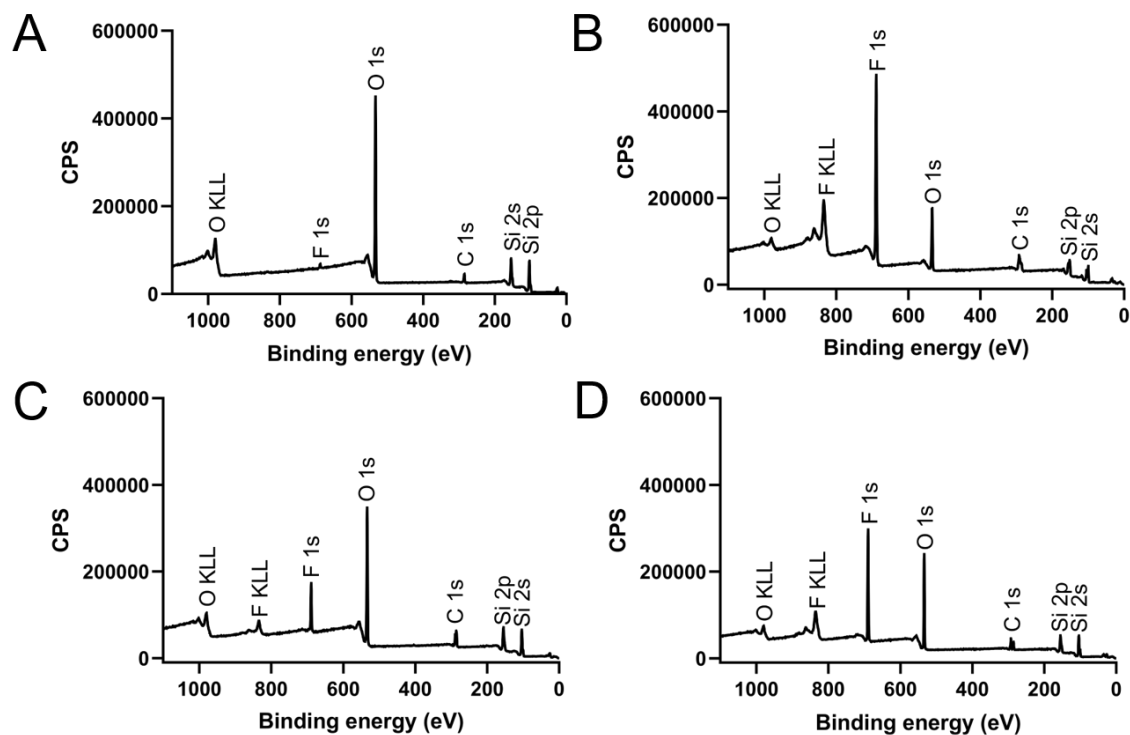 A
CPS
600000
400000
200000
0
O KLL
F 1s
O 1s
C 1s
Si 2s
Si 2p
1000 800 600 400 200 0
Binding energy (eV)
B
CPS
600000
400000
200000
0
O KLL
F KLL
F 1s
O 1s
C 1s
Si 2p
Si 2s
1000 800 600 400 200 0
Binding energy (eV)
C
CPS
600000
400000
200000
0
O KLL
F KLL
F 1s
O 1s
C 1s
Si 2p
Si 2s
1000 800 600 400 200 0
Binding energy (eV)
D
CPS
600000
400000
200000
0
O KLL
F KLL
F 1s
O 1s
C 1s
Si 2p
Si 2s
1000 800 600 400 200 0
Binding energy (eV)